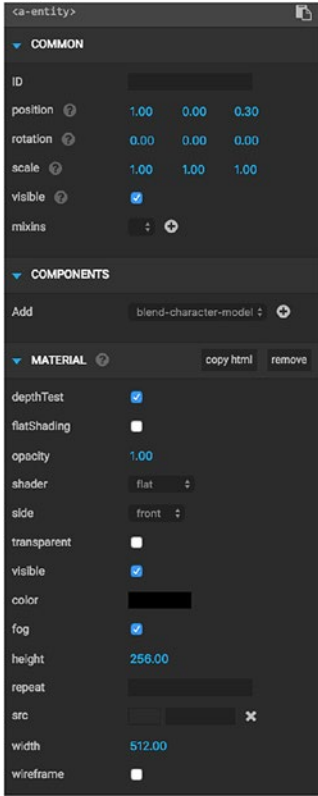 <a-entity>
COMMON
ID
position 1.00 0.00 0.30
rotation 0.00 0.00 0.00
scale 1.00 1.00 1.00
visible
mixins
COMPONENTS
Add blend-character-model
MATERIAL copy html remove
depthTest
flatShading
opacity 1.00
shader flat
side front
transparent
visible
color
fog
height 256.00
repeat
src
width 512.00
wireframe